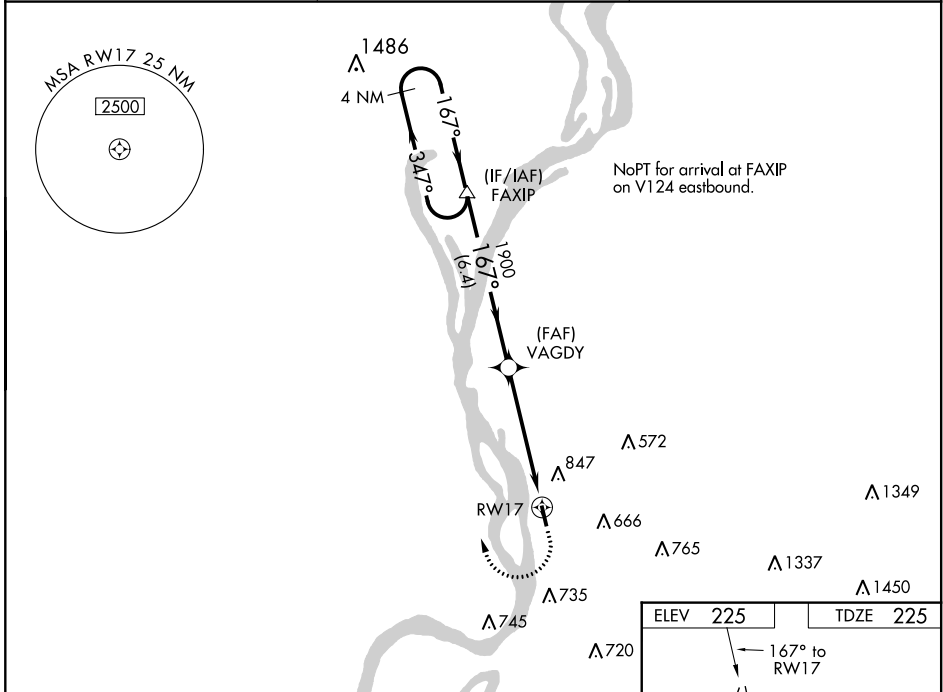 MSA RW17 25 NM
2500
1486
4 NM
167°
347°
(IF/IAF)
FAXIP
NoPT for arrival at FAXIP
on V124 eastbound.
1900
167°
(6.4)
(FAF)
VAGDY
572
847
1349
RW17
666
765
1337
1450
735
745
720
ELEV 225
TDZE 225
167° to
RW17